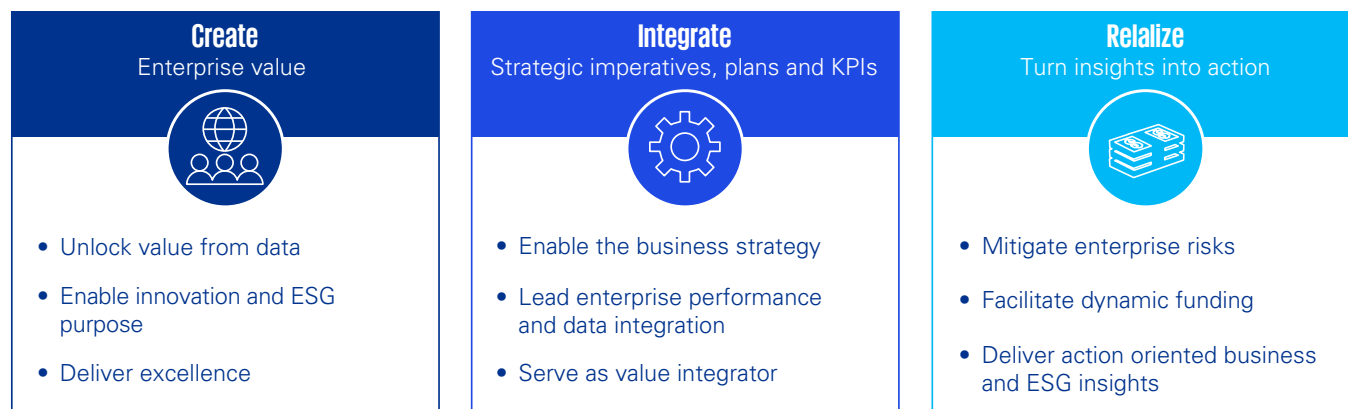 Create
Enterprise value
• Unlock value from data
• Enable innovation and ESG
purpose
• Deliver excellence
Integrate
Strategic imperatives, plans and KPIs
• Enable the business strategy
• Lead enterprise performance
and data integration
• Serve as value integrator
Relalize
Turn insights into action
• Mitigate enterprise risks
• Facilitate dynamic funding
• Deliver action oriented business
and ESG insights